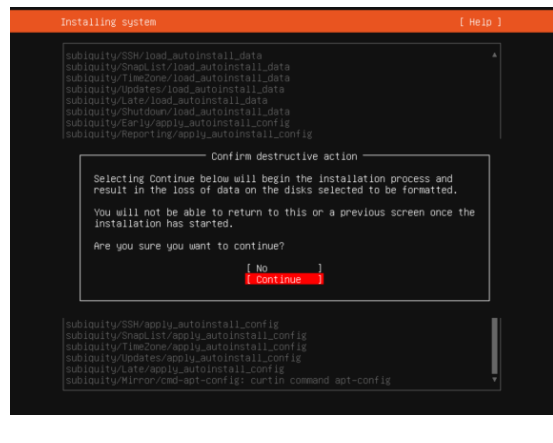 Installing system [ Help ]
subiquity/SSH/load_autoinstall_data
subiquity/SnapList/load_autoinstall_data
subiquity/TimeZone/load_autoinstall_data
subiquity/Updates/load_autoinstall_data
subiquity/Late/load_autoinstall_data
subiquity/Shutdown/load_autoinstall_data
subiquity/Early/apply_autoinstall_config
subiquity/Reporting/apply_autoinstall_config
Confirm destructive action
Selecting Continue below will begin the installation process and
result in the loss of data on the disks selected to be formatted.
You will not be able to return to this or a previous screen once the
installation has started.
Are you sure you want to continue?
[ No ]
[ Continue ]
subiquity/SSH/apply_autoinstall_config
subiquity/SnapList/apply_autoinstall_config
subiquity/TimeZone/apply_autoinstall_config
subiquity/Updates/apply_autoinstall_config
subiquity/Late/apply_autoinstall_config
subiquity/Mirror/cmd-apt-config: curtin command apt-config